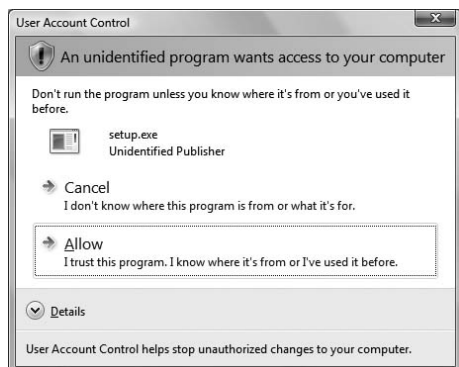 User Account Control
An unidentified program wants access to your computer
Don't run the program unless you know where it's from or you've used it
before.
setup.exe
Unidentified Publisher
Cancel
I don't know where this program is from or what it's for.
Allow
I trust this program. I know where it's from or I've used it before.
Details
User Account Control helps stop unauthorized changes to your computer.